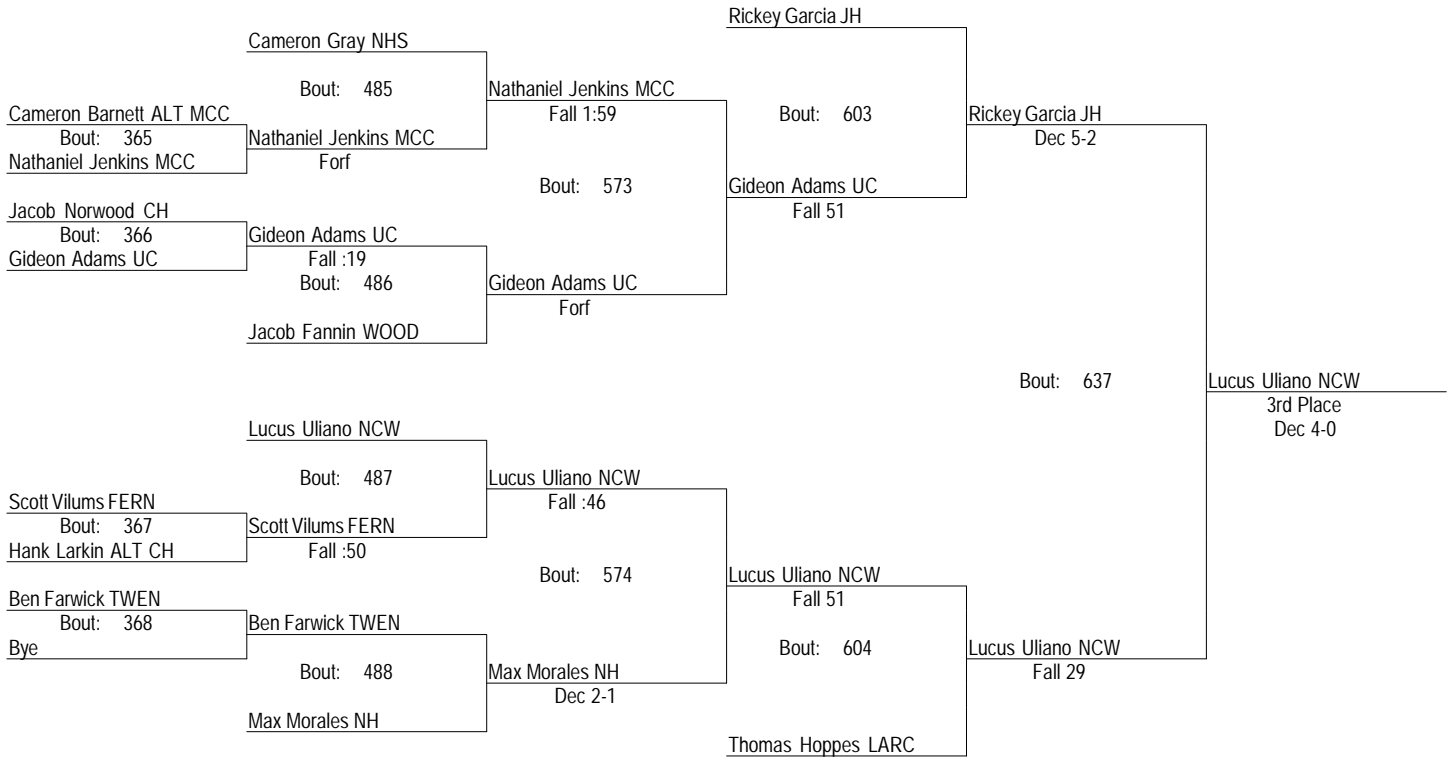 Rickey Garcia JH
Cameron Gray NHS
Bout: 485
Nathaniel Jenkins MCC
Cameron Barnett ALT MCC
Fall 1:59
Bout: 603
Rickey Garcia JH
Bout: 365
Nathaniel Jenkins MCC
Dec 5-2
Nathaniel Jenkins MCC
Forf
Bout: 573
Gideon Adams UC
Jacob Norwood CH
Fall 51
Bout: 366
Gideon Adams UC
Gideon Adams UC
Fall :19
Bout: 486
Gideon Adams UC
Forf
Jacob Fannin WOOD
Bout: 637
Lucus Uliano NCW
3rd Place
Dec 4-0
Lucus Uliano NCW
Bout: 487
Lucus Uliano NCW
Scott Vilums FERN
Fall :46
Bout: 367
Scott Vilums FERN
Hank Larkin ALT CH
Fall :50
Bout: 574
Lucus Uliano NCW
Ben Farwick TWEN
Fall 51
Bout: 368
Ben Farwick TWEN
Bye
Bout: 604
Lucus Uliano NCW
Bout: 488
Max Morales NH
Fall 29
Dec 2-1
Max Morales NH
Thomas Hoppes LARC